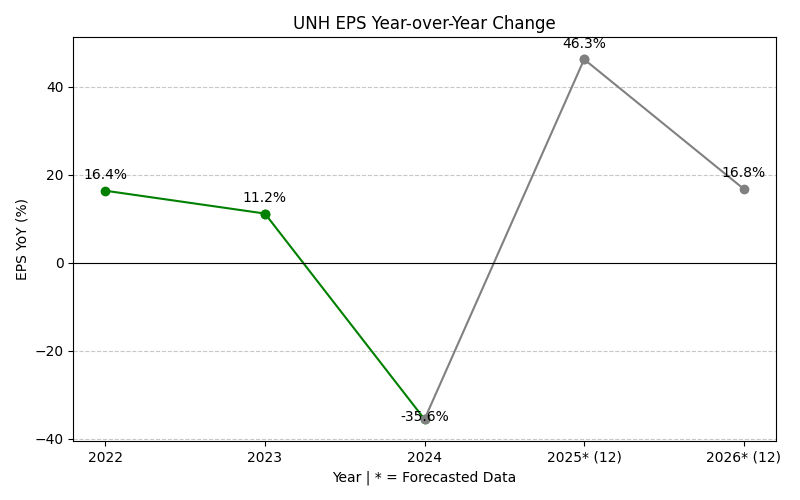 UNH EPS Year-over-Year Change
46.3%
40
16.4%
11.2%
16.8%
20
EPS YoY (%)
0
−20
-35.6%
−40
2022 2023 2024 2025* (12) 2026* (12)
Year | * = Forecasted Data